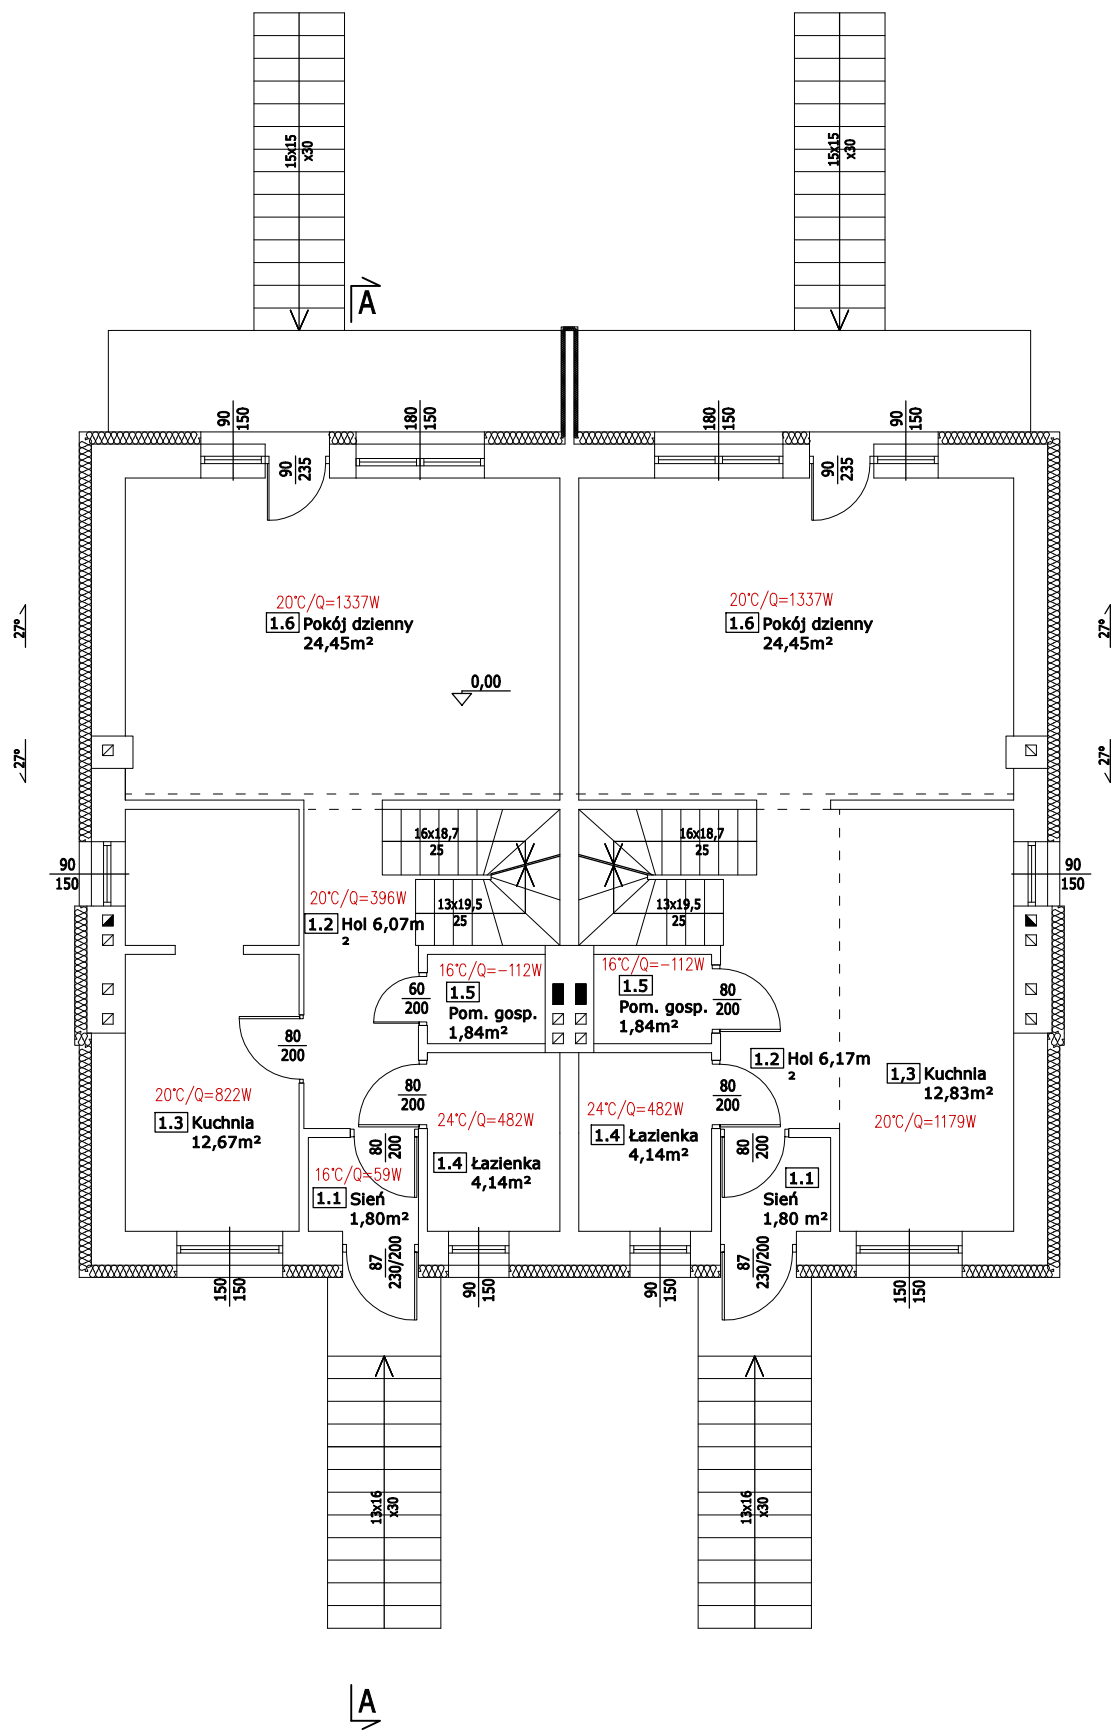 15x15
x30
15x15
x30
A
90
150
180
150
180
150
90
150
90
235
90
235
20°C/Q=1337W
1.6 Pokój dzienny
24,45m²
20°C/Q=1337W
1.6 Pokój dzienny
24,45m²
27°
27°
0,00
27°
27°
16x18,7
25
16x18,7
25
90
150
90
150
20°C/Q=396W
1.2 Hol 6,07m
2
13x19,5
25
13x19,5
25
16°C/Q=-112W
1.5
Pom. gosp.
1,84m²
16°C/Q=-112W
1.5
Pom. gosp.
1,84m²
60
200
80
200
80
200
1.2 Hol 6,17m
2
80
200
80
200
1,3 Kuchnia
12,83m²
20°C/Q=1179W
20°C/Q=822W
1.3 Kuchnia
12,67m²
24°C/Q=482W
1.4 Łazienka
4,14m²
24°C/Q=482W
1.4 Łazienka
4,14m²
80
200
80
200
16°C/Q=59W
1.1 Sień
1,80m²
1.1
Sień
1,80 m²
87
230/200
87
230/200
150
150
90
150
90
150
150
150
13x16
x30
13x16
x30
A